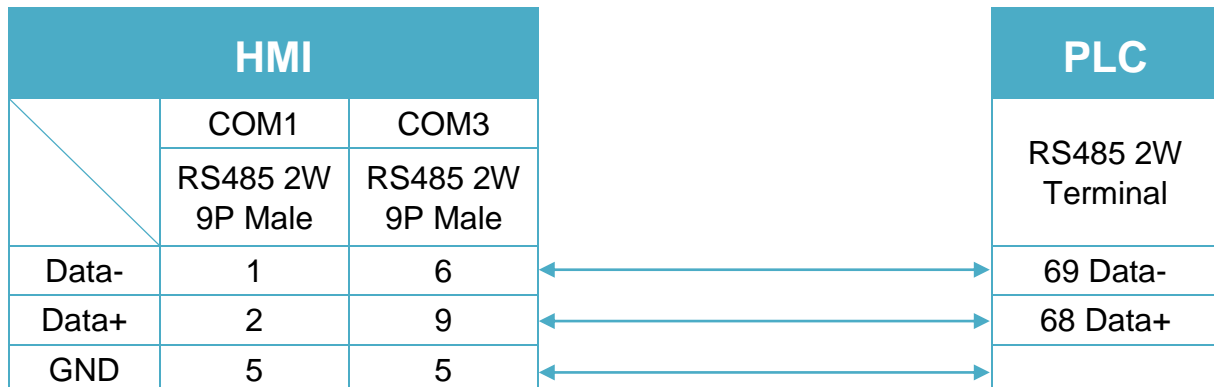 HMI
PLC
COM1 COM3
RS485 2W
9P Male
RS485 2W
9P Male
RS485 2W
Terminal
Data- 1 6 69 Data-
Data+ 2 9 68 Data+
GND 5 5